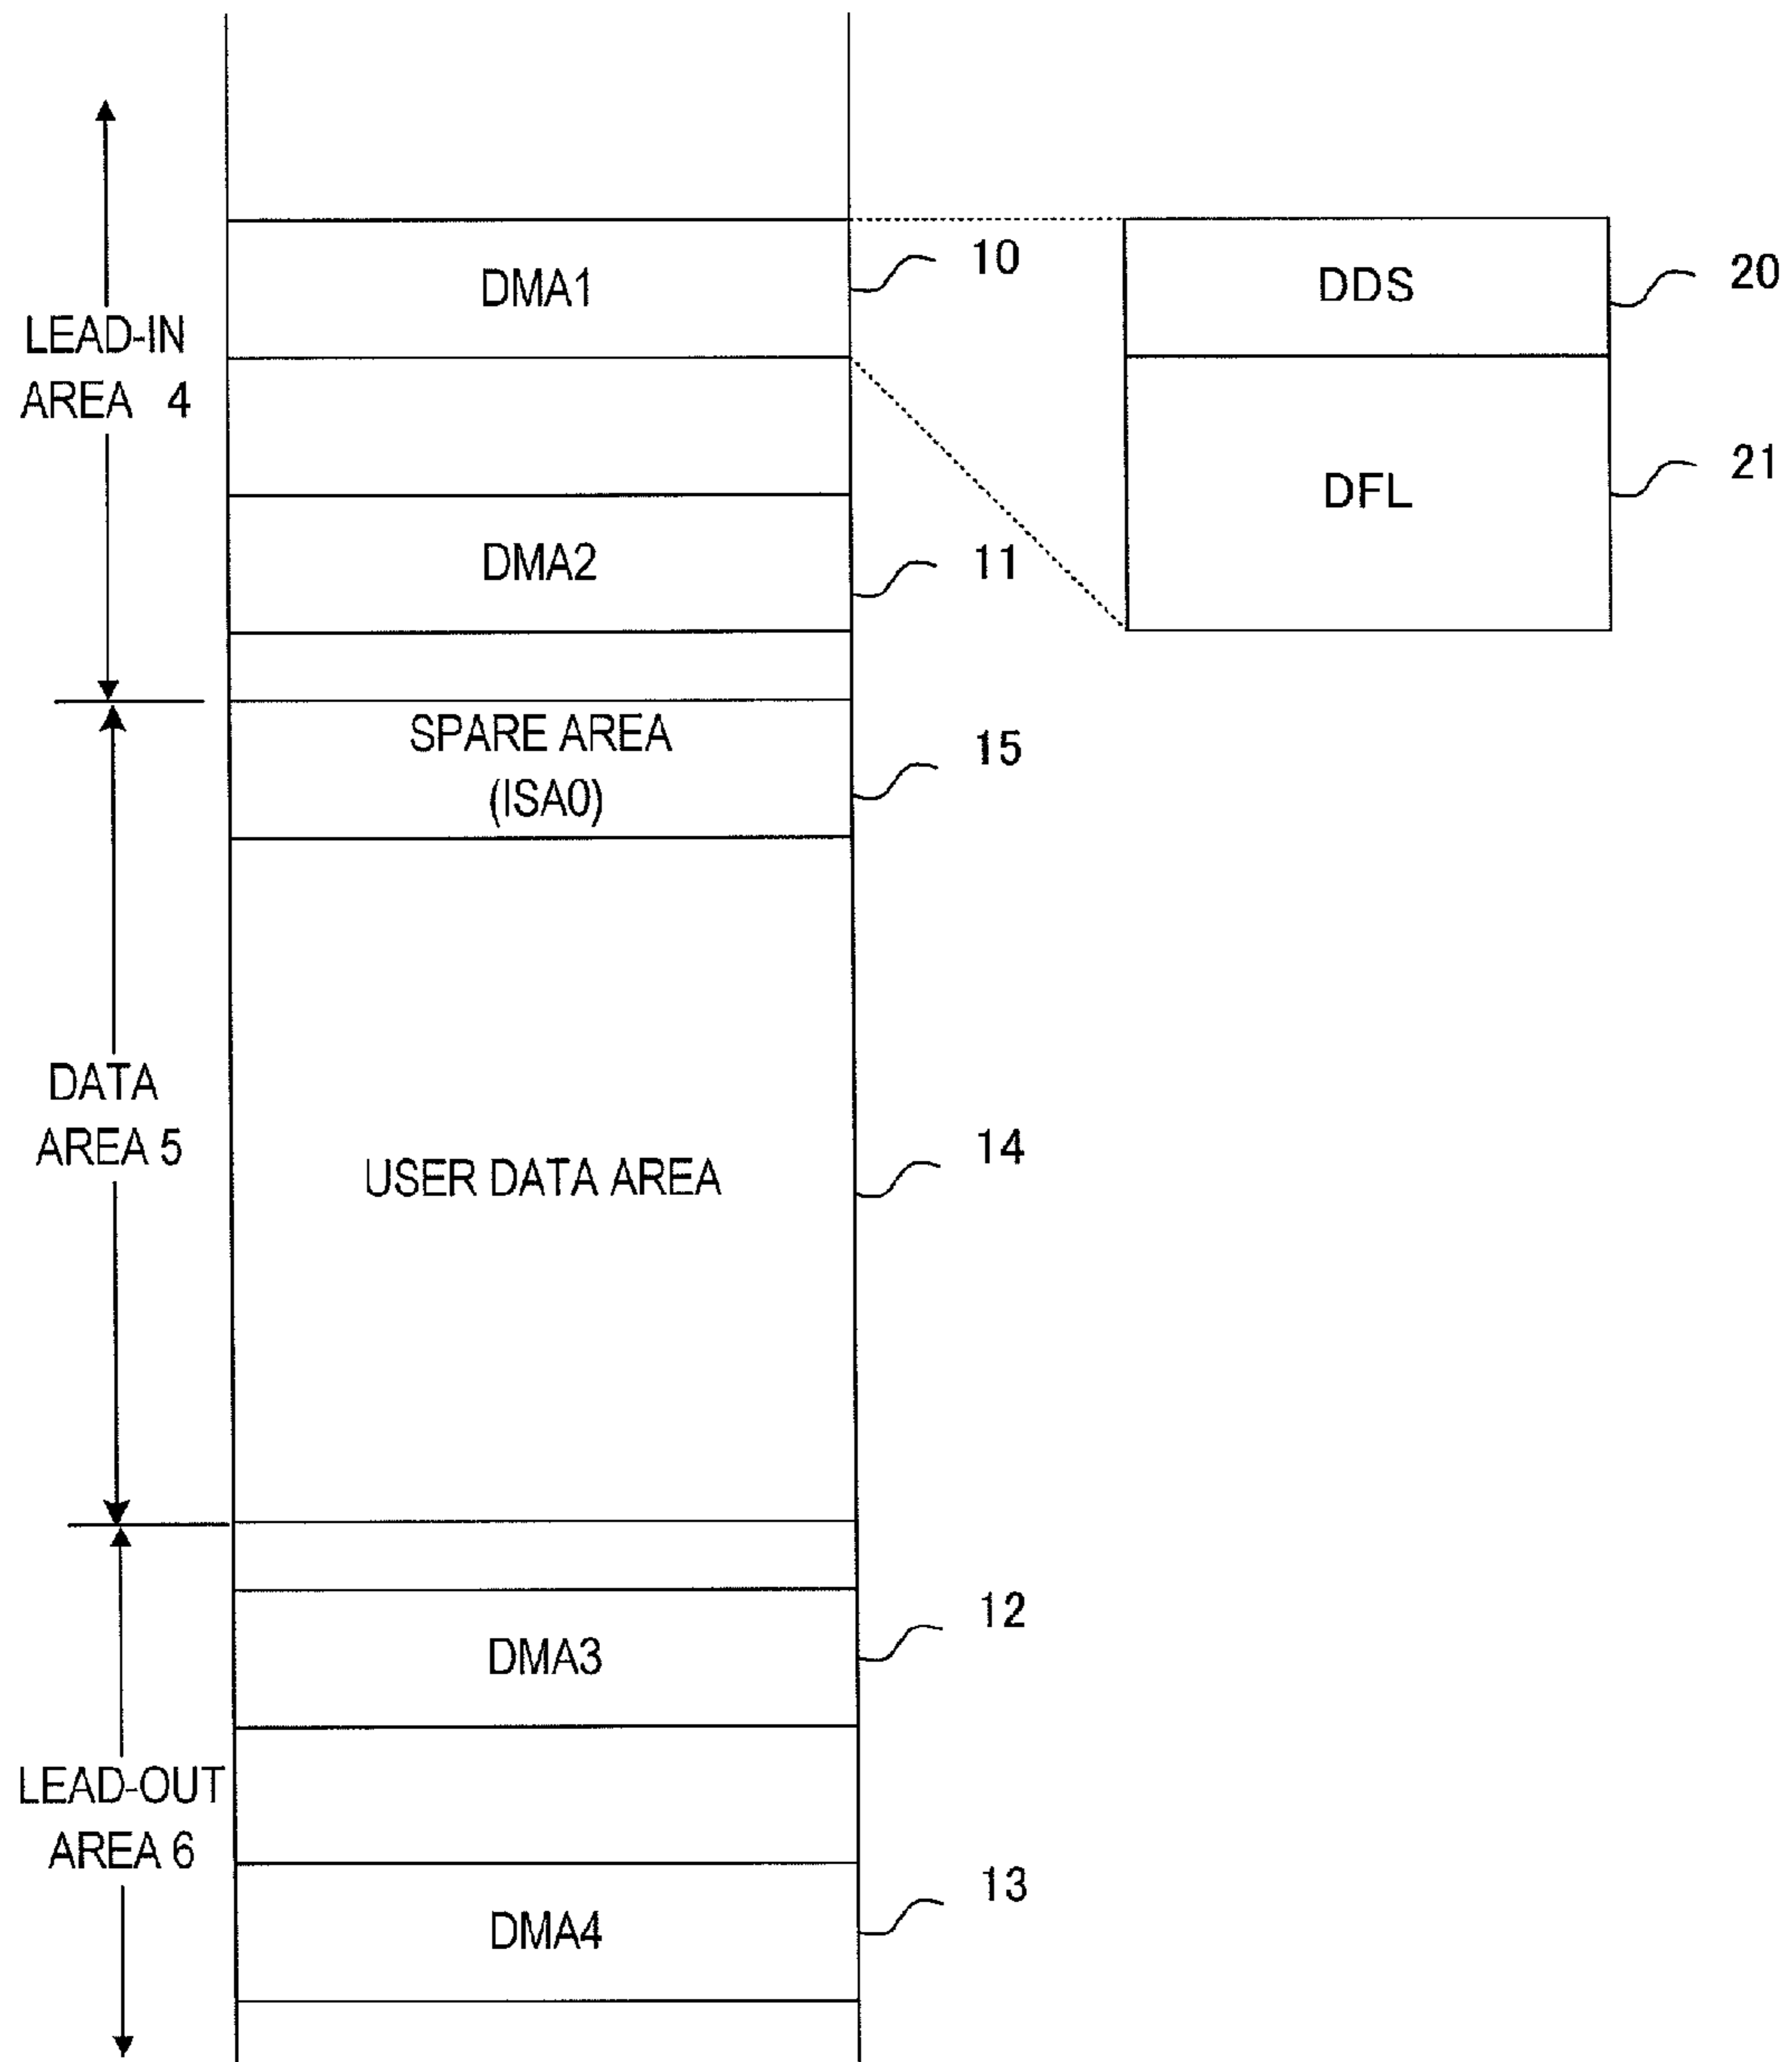 DMA1
10
DDS
20
LEAD-IN
AREA 4
DFL
21
DMA2
11
SPARE AREA
(ISA0)
15
DATA
AREA 5
USER DATA AREA
14
DMA3
12
LEAD-OUT
AREA 6
DMA4
13